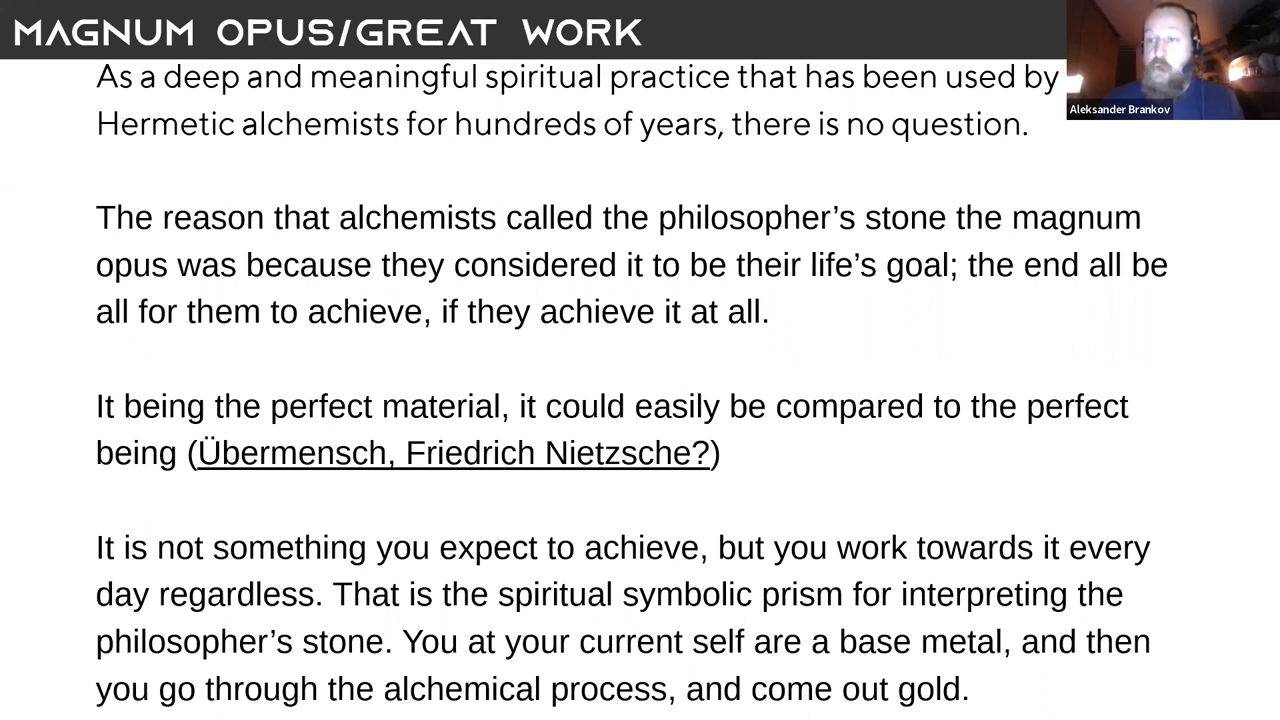 MAGNUM OPUS/GREAT WORK
As a deep and meaningful spiritual practice that has been used by
Hermetic alchemists for hundreds of years, there is no question.
Aleksander Brankov
The reason that alchemists called the philosopher’s stone the magnum
opus was because they considered it to be their life’s goal; the end all be
all for them to achieve, if they achieve it at all.
It being the perfect material, it could easily be compared to the perfect
being (Übermensch, Friedrich Nietzsche?)
It is not something you expect to achieve, but you work towards it every
day regardless. That is the spiritual symbolic prism for interpreting the
philosopher’s stone. You at your current self are a base metal, and then
you go through the alchemical process, and come out gold.